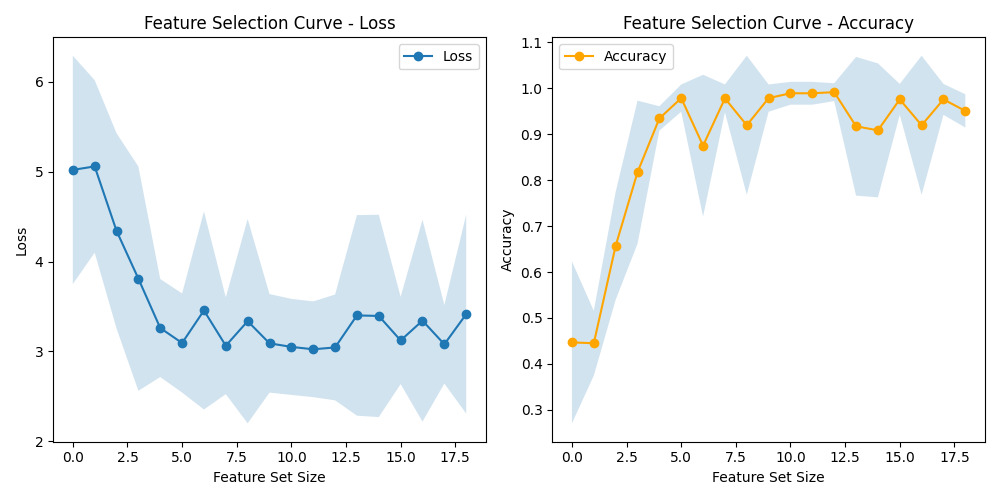 Feature Selection Curve - Loss
Loss
6
5
4
3
2
Loss
0.0 2.5 5.0 7.5 10.0 12.5 15.0 17.5
Feature Set Size
Feature Selection Curve - Accuracy
Accuracy
1.1
1.0
0.9
0.8
0.7
0.6
0.5
0.4
0.3
Accuracy
0.0 2.5 5.0 7.5 10.0 12.5 15.0 17.5
Feature Set Size